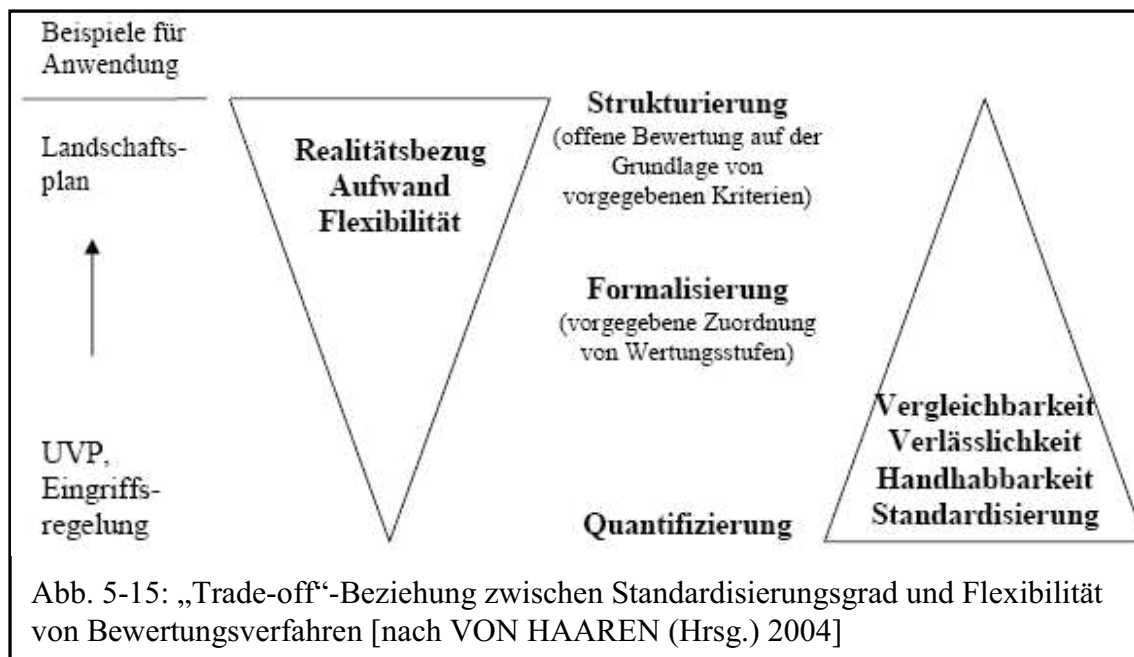 Beispiele für
Anwendung
Landschafts-
plan
UVP,
Eingriffs-
regelung
Realitätsbezug
Aufwand
Flexibilität
Strukturierung
(offene Bewertung auf der
Grundlage von
vorgegebenen Kriterien)
Formalisierung
(vorgegebene Zuordnung
von Wertungsstufen)
Quantifizierung
Vergleichbarkeit
Verlässlichkeit
Handhabbarkeit
Standardisierung
Abb. 5-15: „Trade-off“-Beziehung zwischen Standardisierungsgrad und Flexibilität
von Bewertungsverfahren [nach VON HAAREN (Hrsg.) 2004]